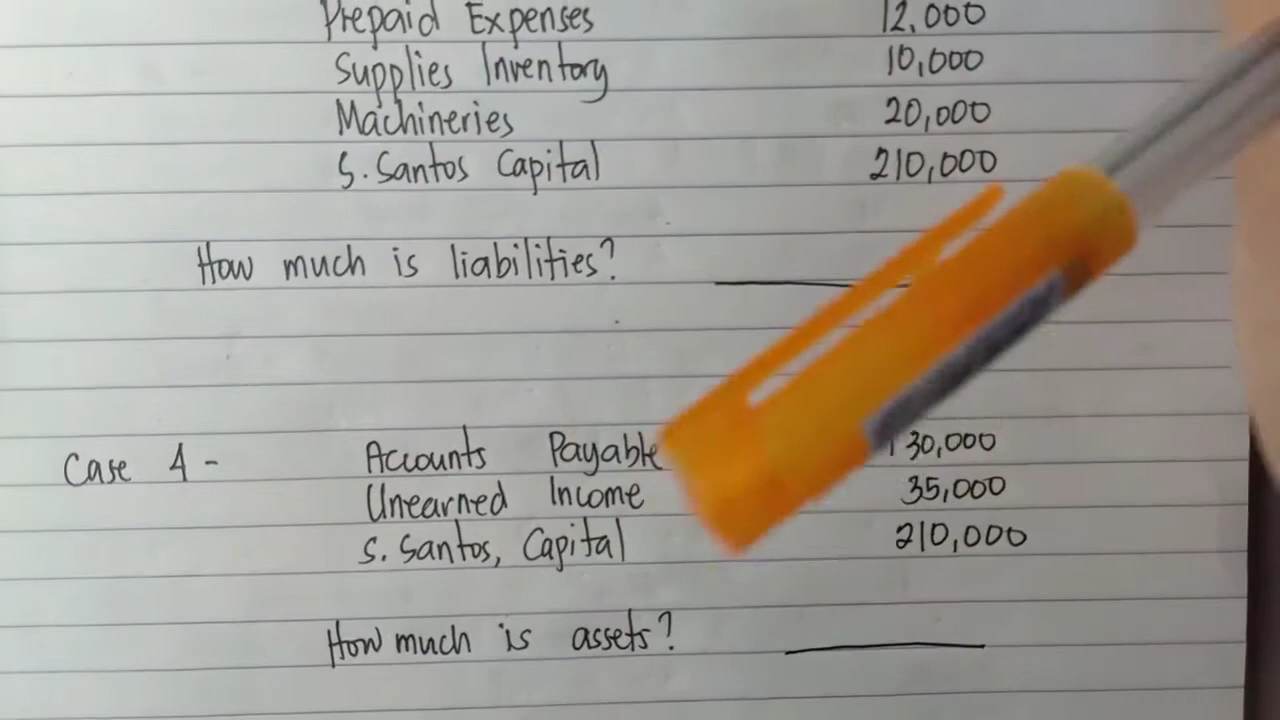 Prepaid Expenses 12,000
Supplies Inventory 10,000
Machineries 20,000
S. Santos Capital 210,000
How much is liabilities?
Case 4 - Accounts Payable 30,000
Unearned Income 35,000
S. Santos, Capital 210,000
How much is assets?